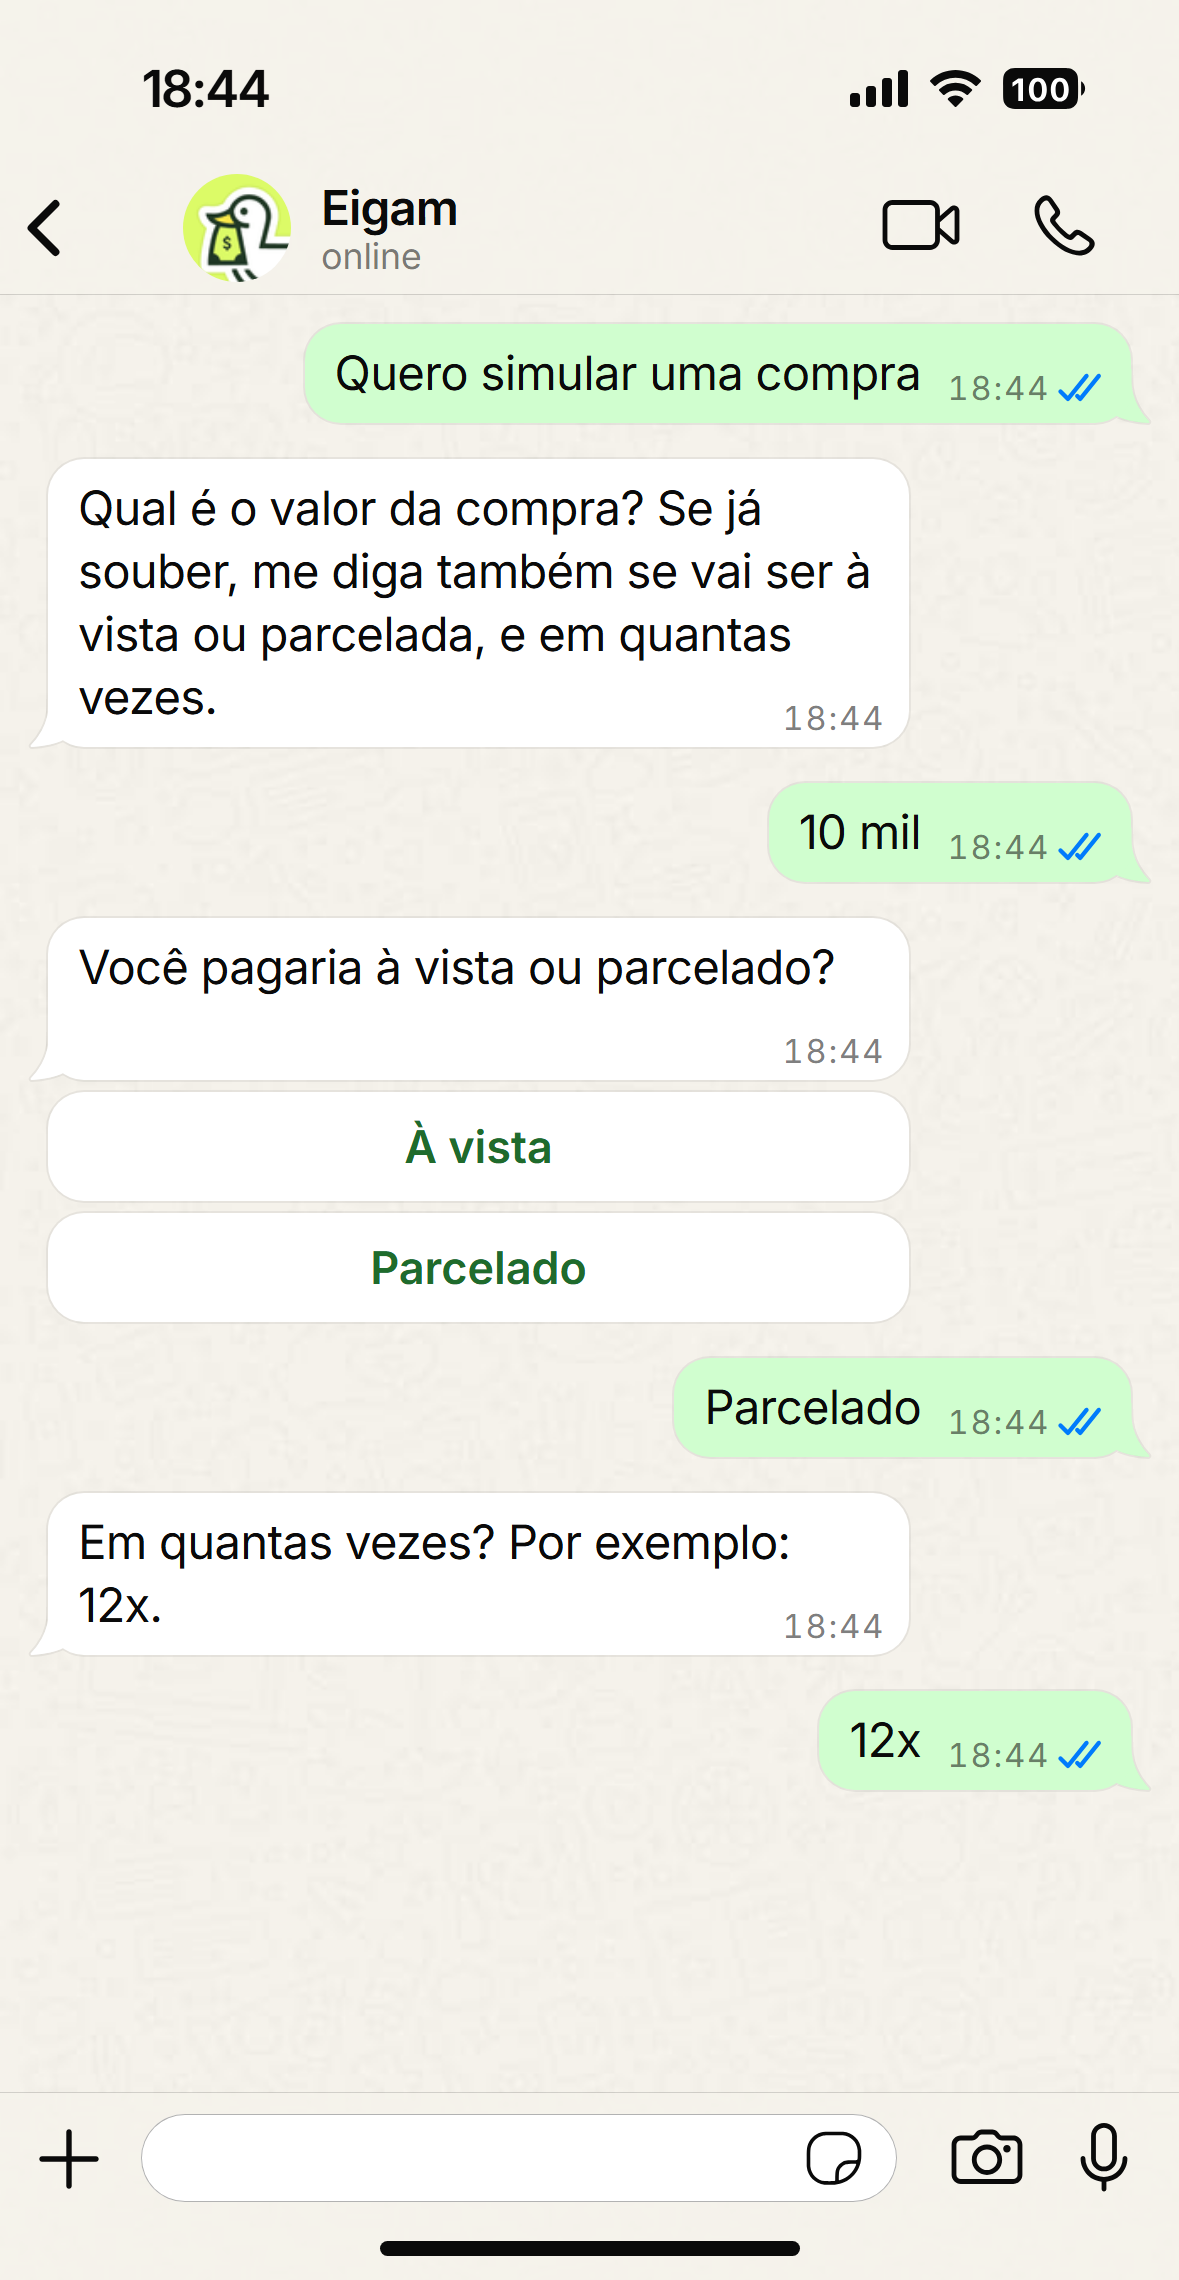 18:44
100
Eigam
online
Quero simular uma compra 18:44
Qual é o valor da compra? Se já
souber, me diga também se vai ser à
vista ou parcelada, e em quantas
vezes.
18:44
10 mil 18:44
Você pagaria à vista ou parcelado?
18:44
À vista
Parcelado
Parcelado 18:44
Em quantas vezes? Por exemplo:
12x.
18:44
12x 18:44